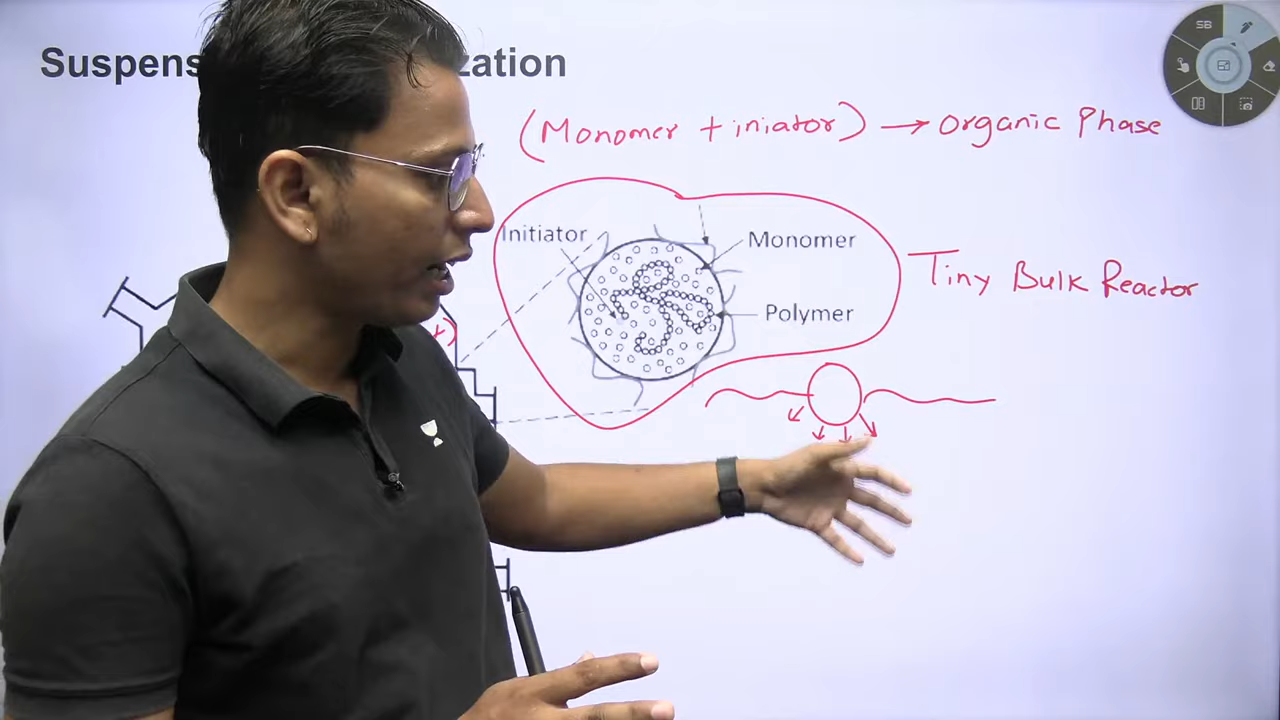 SB
Suspens zation
(Monomer + iniator) → organic Phase
Initiator
Monomer
Tiny Bulk Reactor
Polymer
+)